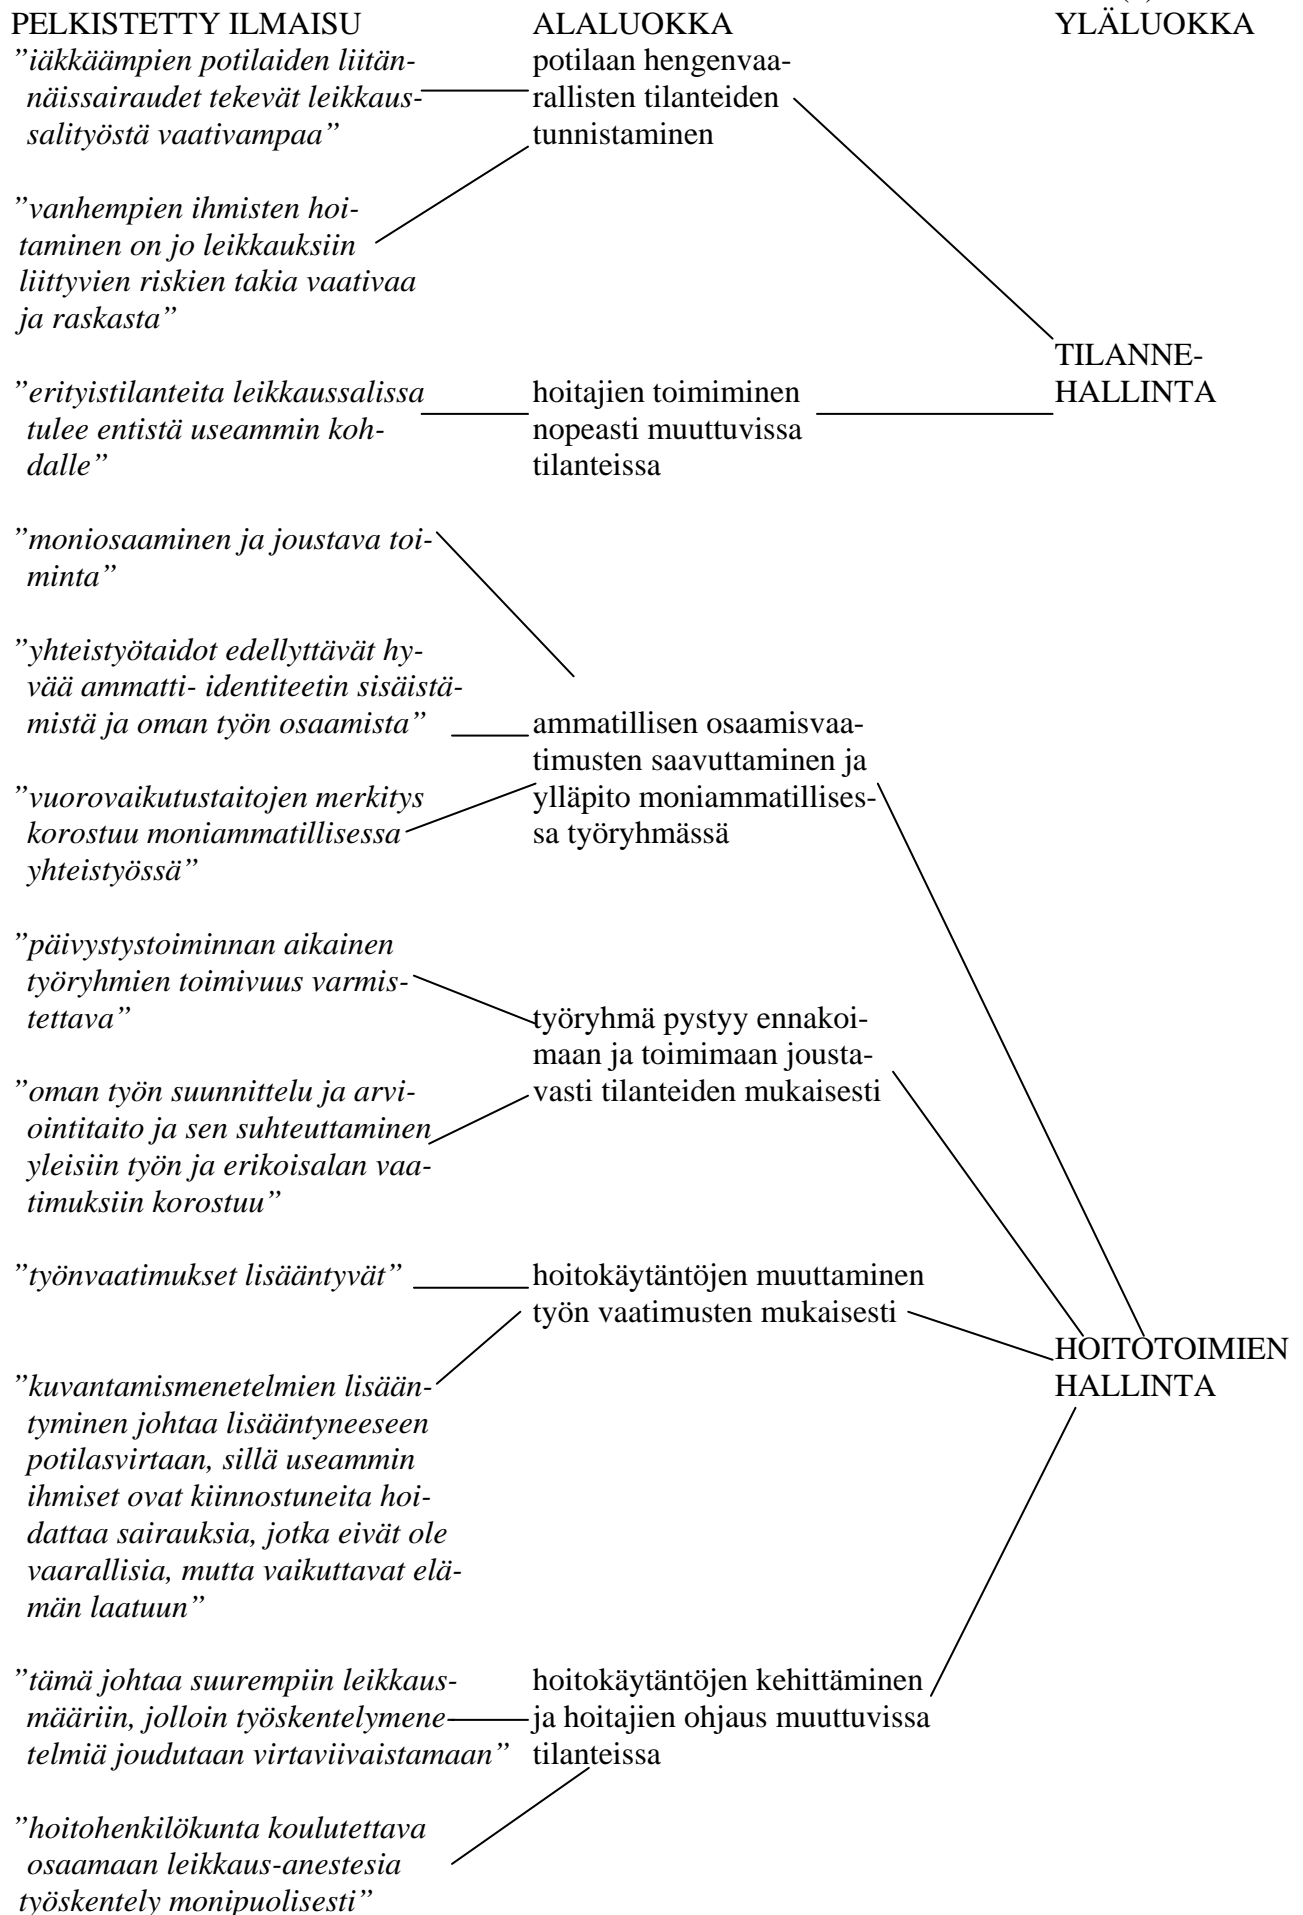 PELKISTETTY ILMAISU ALALUOKKA YLÄLUOKKA
”iäkkäämpien potilaiden liitän-
näissairaudet tekevät leikkaus-
salityöstä vaativampaa”
potilaan hengenvaa-
rallisten tilanteiden
tunnistaminen
”vanhempien ihmisten hoi-
taminen on jo leikkauksiin
liittyvien riskien takia vaativaa
ja raskasta”
TILANNE-
HALLINTA
”erityistilanteita leikkaussalissa
tulee entistä useammin koh-
dalle”
hoitajien toimiminen
nopeasti muuttuvissa
tilanteissa
”moniosaaminen ja joustava toi-
minta”
”yhteistyötaidot edellyttävät hy-
vää ammatti- identiteetin sisäistä-
mistä ja oman työn osaamista”
ammatillisen osaamisvaa-
timusten saavuttaminen ja
ylläpito moniammatillises-
sa työryhmässä
”vuorovaikutustaitojen merkitys
korostuu moniammatillisessa
yhteistyössä”
”päivystystoiminnan aikainen
työryhmien toimivuus varmis-
tettava”
työryhmä pystyy ennakoi-
maan ja toimimaan jousta-
vasti tilanteiden mukaisesti
”oman työn suunnittelu ja arvi-
ointitaito ja sen suhteuttaminen
yleisiin työn ja erikoisalan vaa-
timuksiin korostuu”
”työnvaatimukset lisääntyvät”
hoitokäytäntöjen muuttaminen
työn vaatimusten mukaisesti
HOITOTOIMIEN
HALLINTA
”kuvantamismenetelmien lisään-
tyminen johtaa lisääntyneeseen
potilasvirtaan, sillä useammin
ihmiset ovat kiinnostuneita hoi-
dattaa sairauksia, jotka eivät ole
vaarallisia, mutta vaikuttavat elä-
män laatuun”
”tämä johtaa suurempiin leikkaus-
määriin, jolloin työskentelymene-
telmiä joudutaan virtaviivaistamaan”
hoitokäytäntöjen kehittäminen
ja hoitajien ohjaus muuttuvissa
tilanteissa
”hoitohenkilökunta koulutettava
osaamaan leikkaus-anestesia
työskentely monipuolisesti”